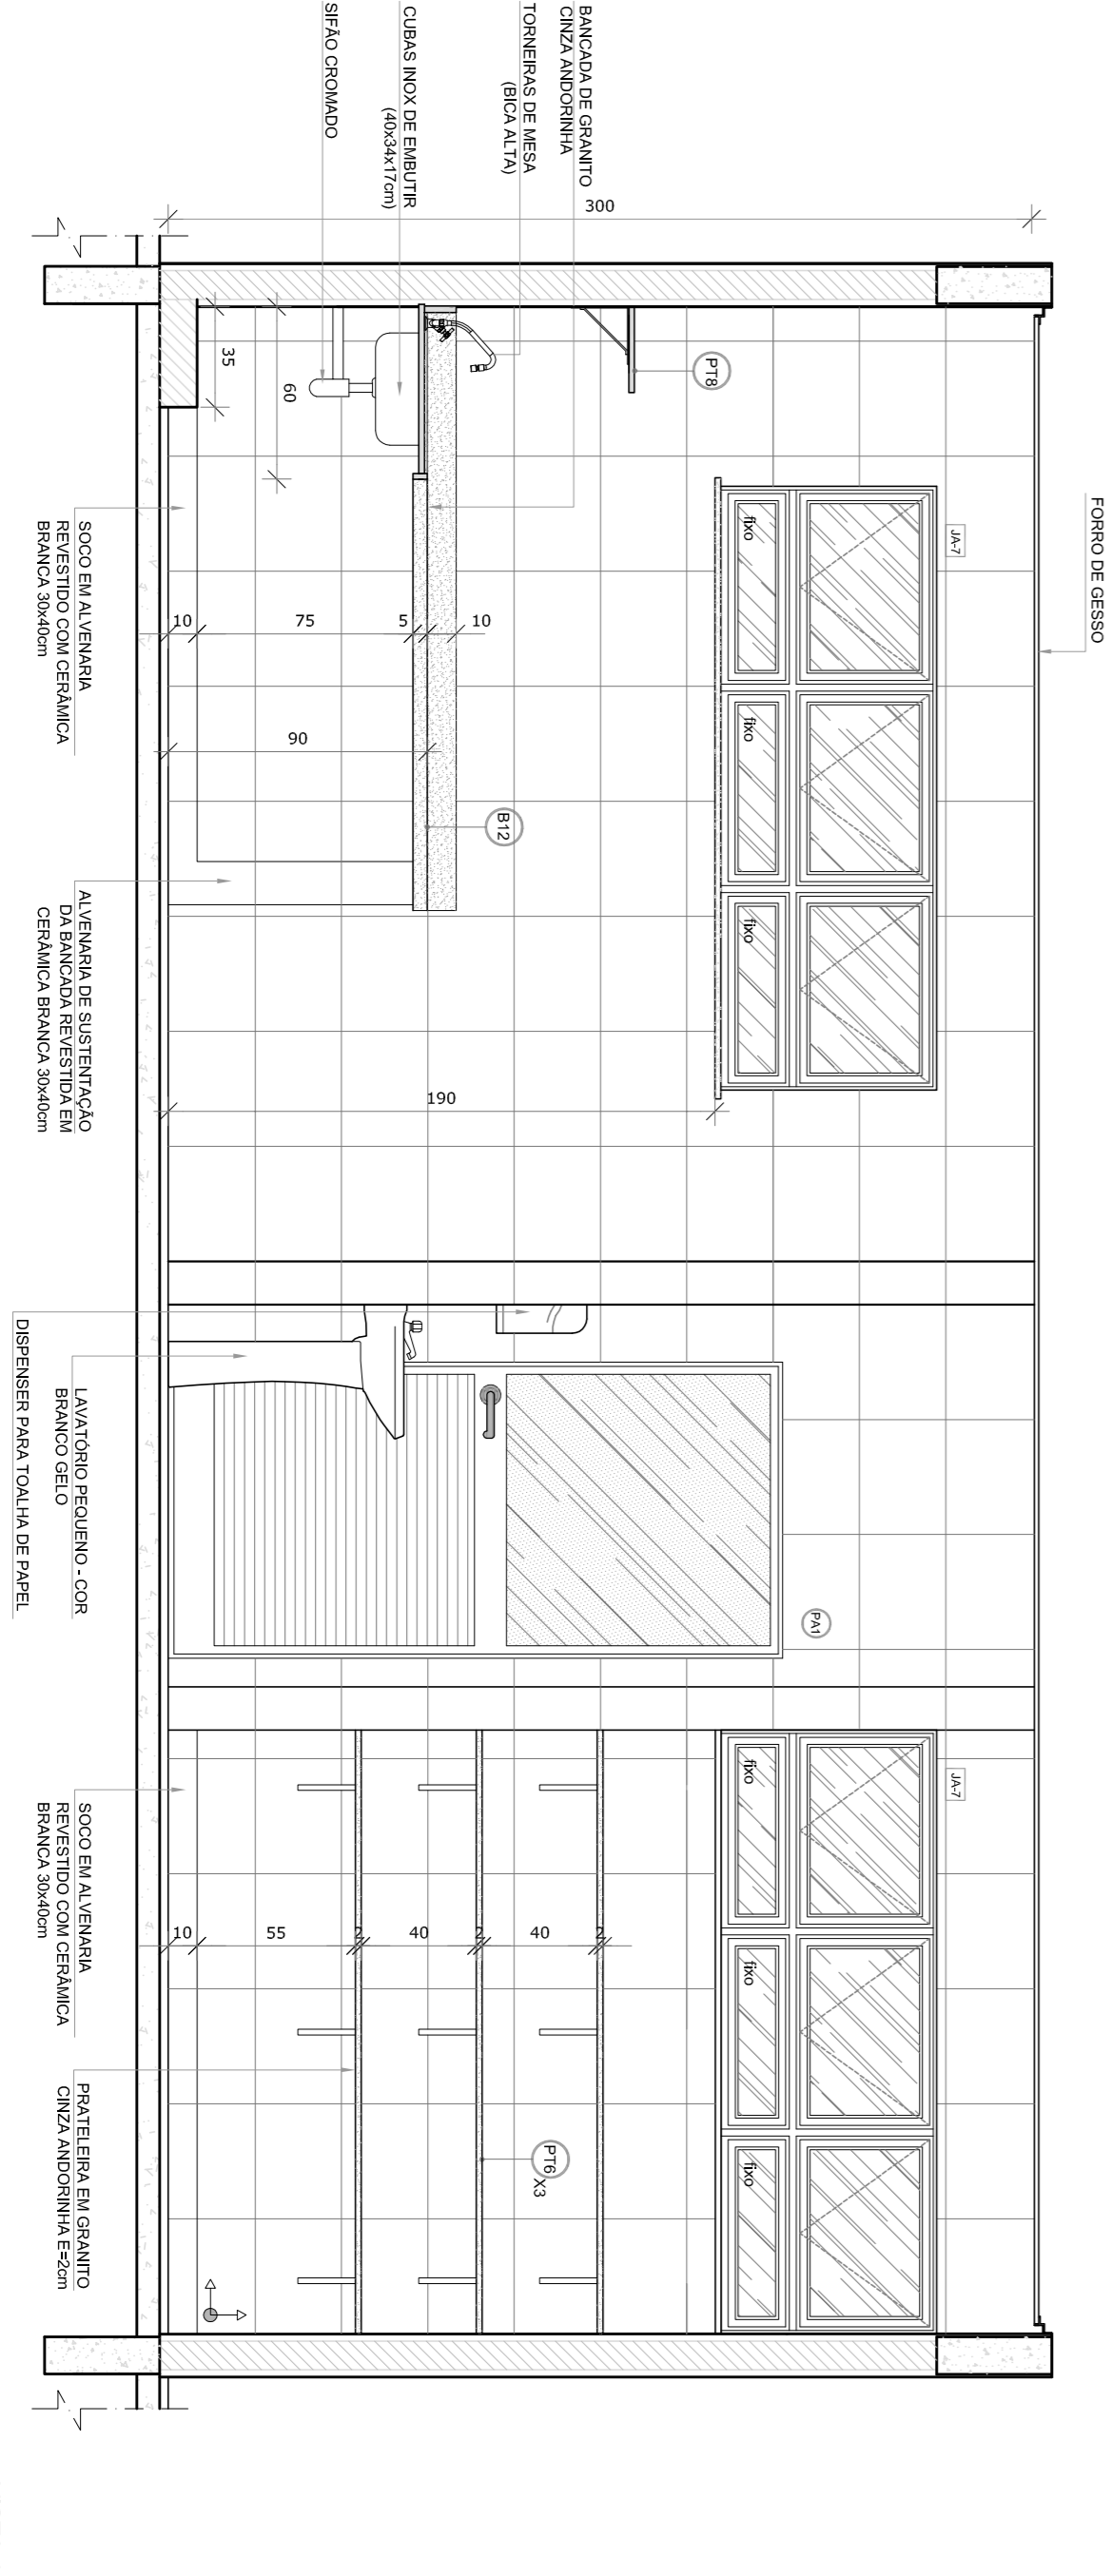 FORRO DE GESSO
BANCADA DE GRANITO
CINZA ANDORINHA
TORNEIRAS DE MESA
(BICA ALTA)
CUBAS INOX DE EMBUTIR
(40x34x17cm)
SIFÃO CROMADO
300
PT8
35
60
JA-7
fixo
fixo
fixo
10
75
5
10
90
B12
190
PA1
JA-7
fixo
fixo
fixo
10
55
2
40
2
40
2
PT6
X3
SOCO EM ALVENARIA
REVESTIDO COM CERÂMICA
BRANCA 30x40cm
ALVENARIA DE SUSTENTAÇÃO
DA BANCADA REVESTIDA EM
CERÂMICA BRANCA 30x40cm
LAVATÓRIO PEQUENO - COR
BRANCO GELO
DISPENSER PARA TOALHA DE PAPEL
SOCO EM ALVENARIA
REVESTIDO COM CERÂMICA
BRANCA 30x40cm
PRATELEIRA EM GRANITO
CINZA ANDORINHA E=2cm